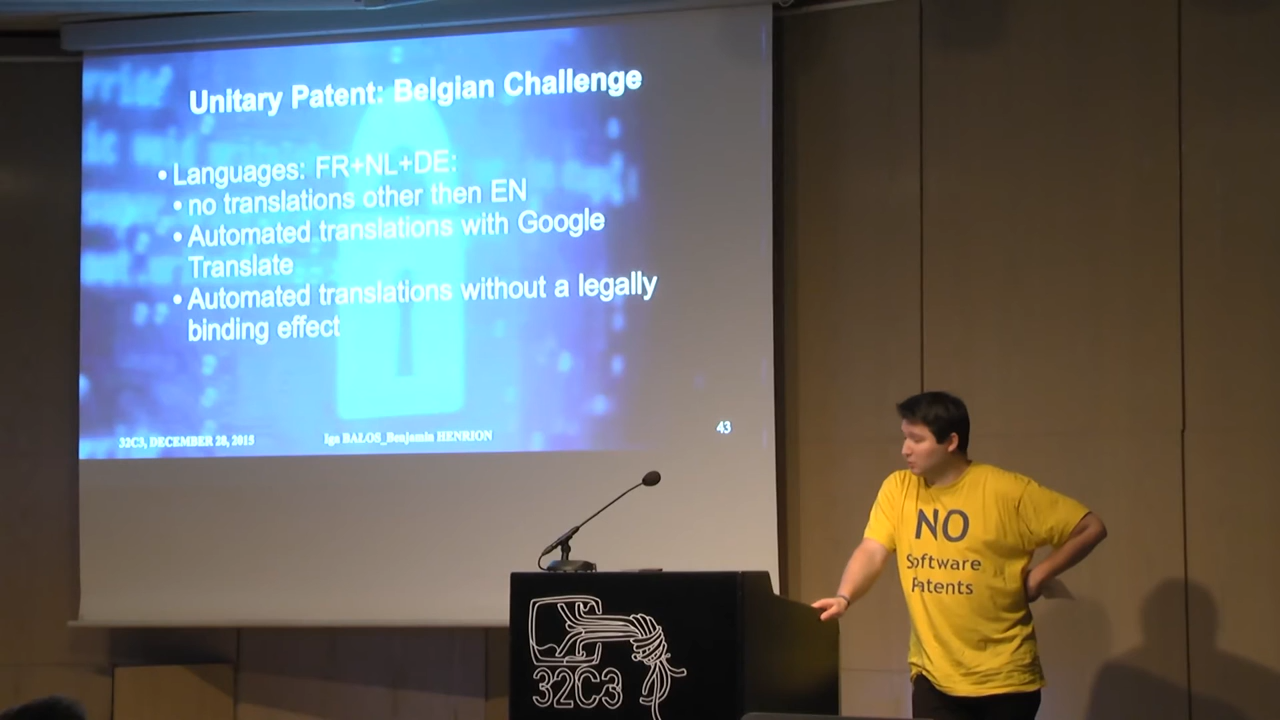 Unitary Patent: Belgian Challenge
• Languages: FR+NL+DE:
• no translations other then EN
• Automated translations with Google
Translate
• Automated translations without a legally
binding effect
32C3, DECEMBER 28, 2015
Iga BAŁOS_Benjamin HENRION
43
NO
Software
Patents
32C3